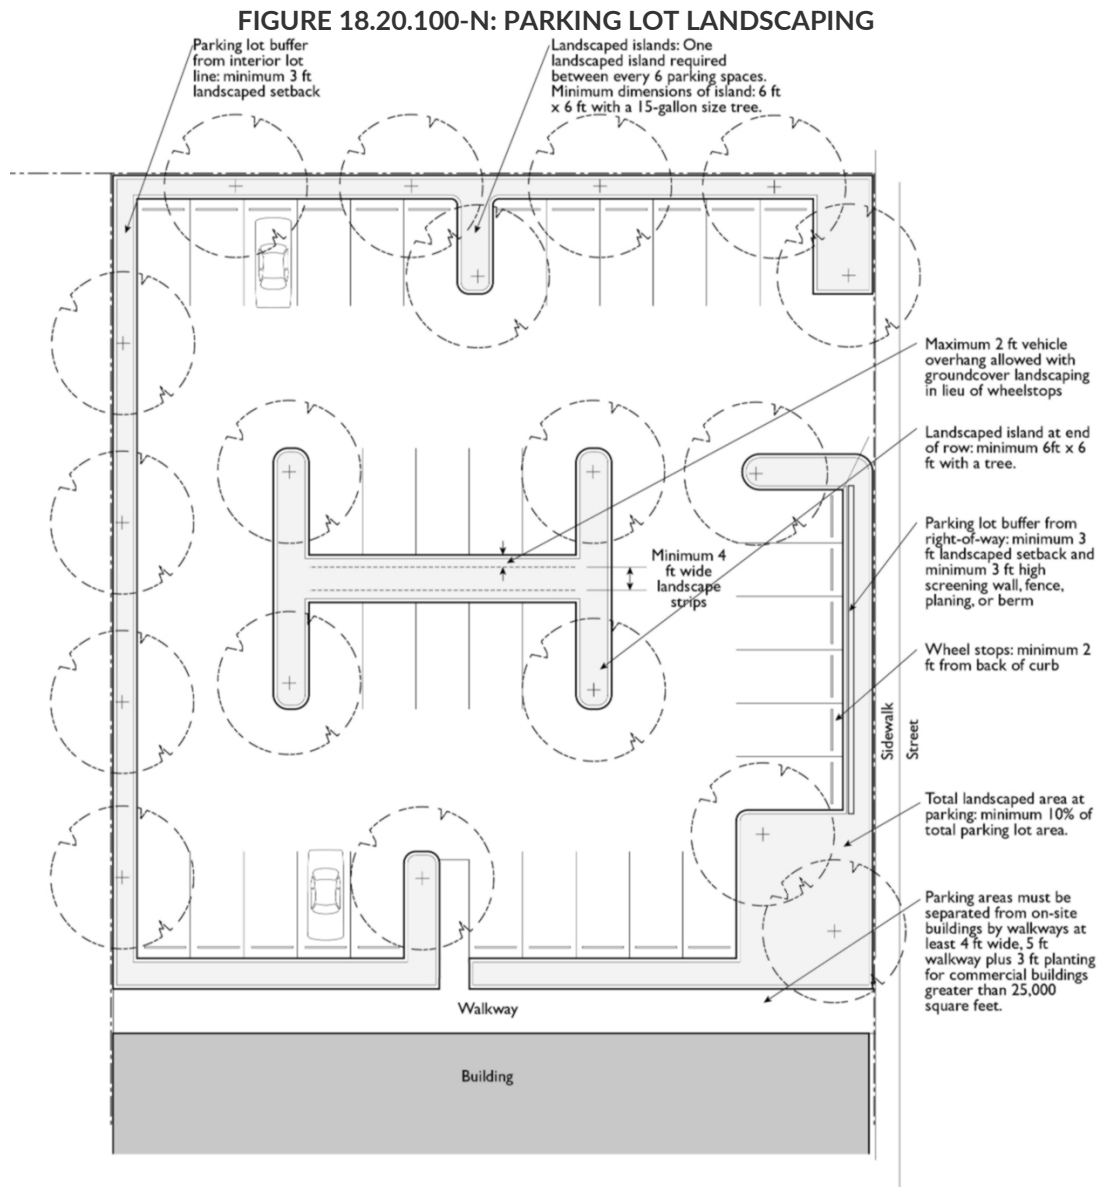 FIGURE 18.20.100-N: PARKING LOT LANDSCAPING
Parking lot buffer
from interior lot
line: minimum 3 ft
landscaped setback
Landscaped islands: One
landscaped island required
between every 6 parking spaces.
Minimum dimensions of island: 6 ft
x 6 ft with a 15-gallon size tree.
Maximum 2 ft vehicle
overhang allowed with
groundcover landscaping
in lieu of wheelstops
Landscaped island at end
of row: minimum 6ft x 6
ft with a tree.
Parking lot buffer from
right-of-way: minimum 3
ft landscaped setback and
minimum 3 ft high
screening wall, fence,
planing, or berm
Minimum 4
ft wide
landscape
strips
Wheel stops: minimum 2
ft from back of curb
Sidewalk
Street
Total landscaped area at
parking: minimum 10% of
total parking lot area.
Parking areas must be
separated from on-site
buildings by walkways at
least 4 ft wide, 5 ft
walkway plus 3 ft planting
for commercial buildings
greater than 25,000
square feet.
Walkway
Building